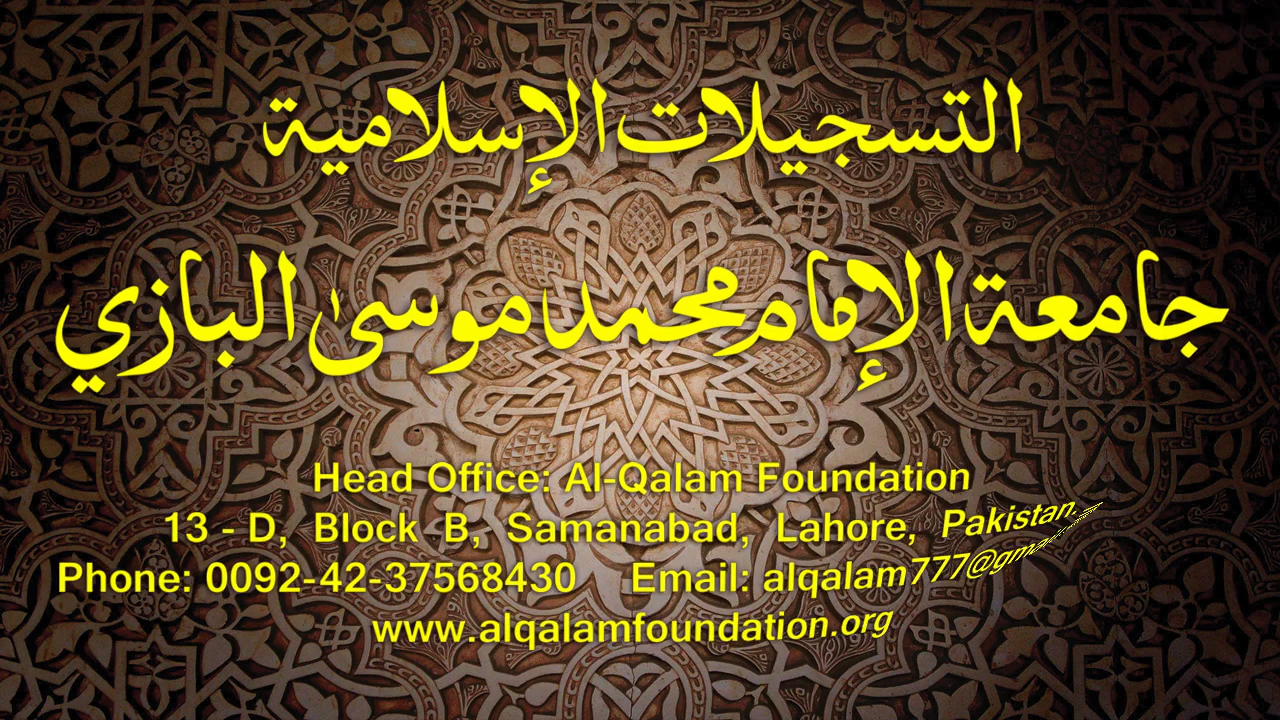 التسجيلات الإسلامية
جامعة الإمام محمد موسى البازي
Head Office: Al-Qalam Foundation
13 - D, Block B, Samanabad, Lahore, Pakistan.
Phone: 0092-42-37568430 Email: alqalam777@gma
www.alqalamfoundation.org